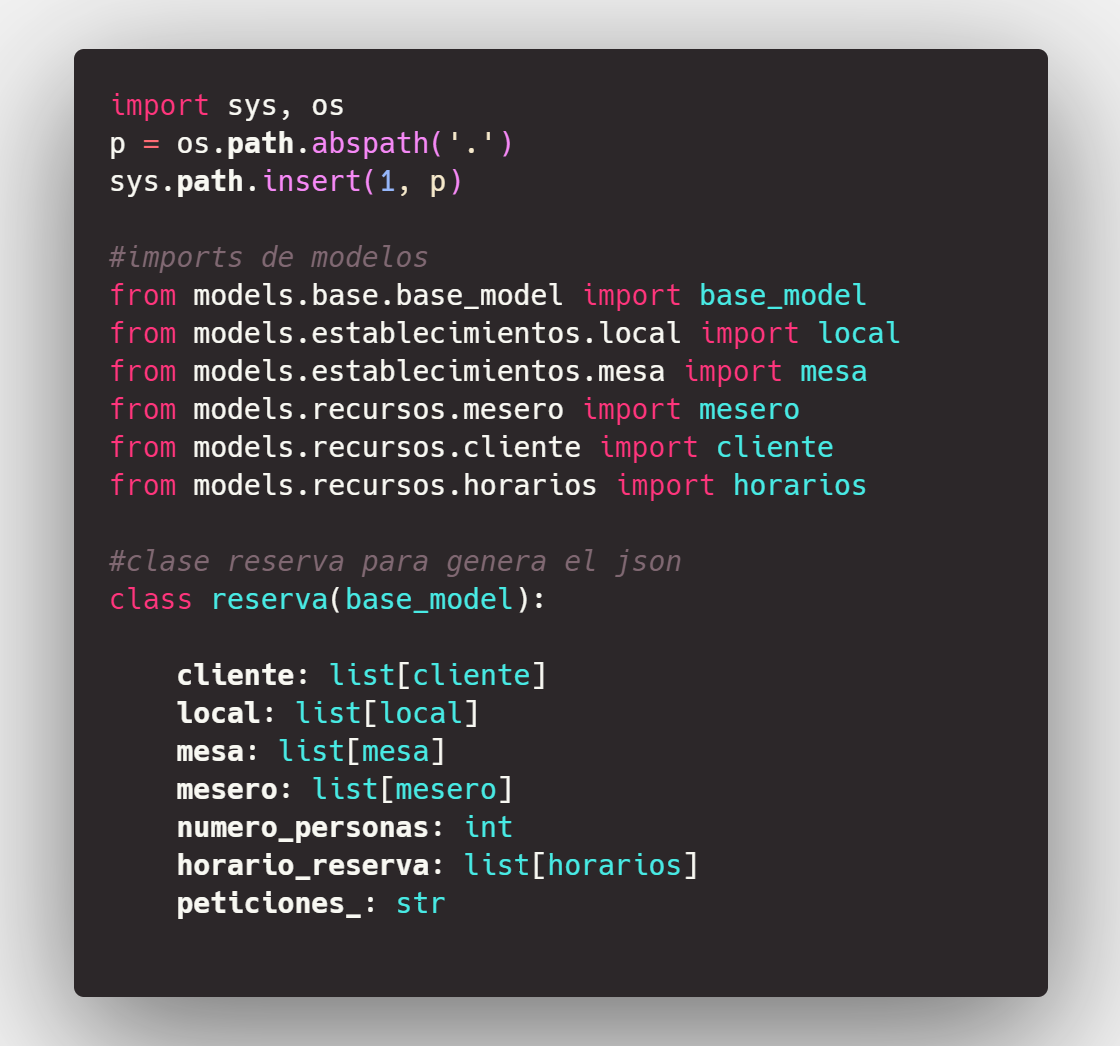 import sys, os
p = os.path.abspath('.')
sys.path.insert(1, p)

#imports de modelos
from models.base.base_model import base_model
from models.establecimientos.local import local
from models.establecimientos.mesa import mesa
from models.recursos.mesero import mesero
from models.recursos.cliente import cliente
from models.recursos.horarios import horarios

#clase reserva para genera el json
class reserva(base_model):

    cliente: list[cliente]
    local: list[local]
    mesa: list[mesa]
    mesero: list[mesero]
    numero_personas: int
    horario_reserva: list[horarios]
    peticiones_: str